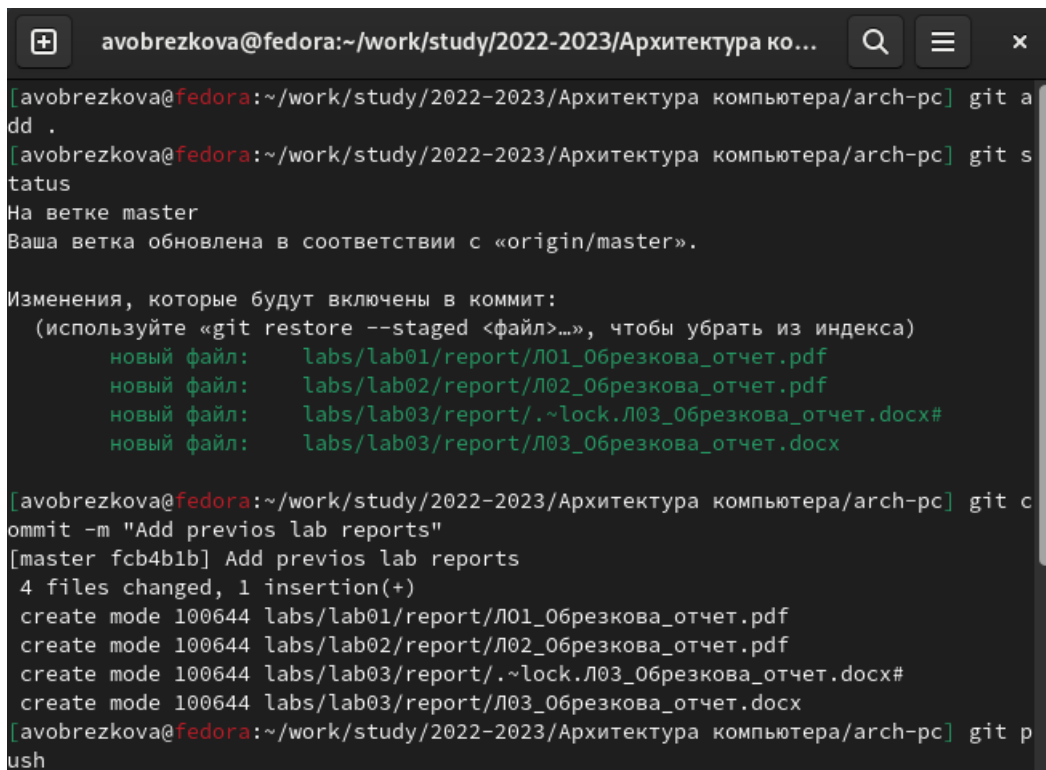 avobrezkova@fedora:~/work/study/2022-2023/Архитектура ко...
[avobrezkova@fedora:~/work/study/2022-2023/Архитектура компьютера/arch-pc] git a
dd .
[avobrezkova@fedora:~/work/study/2022-2023/Архитектура компьютера/arch-pc] git s
tatus
На ветке master
Ваша ветка обновлена в соответствии с «origin/master».
Изменения, которые будут включены в коммит:
(используйте «git restore --staged <файл>…», чтобы убрать из индекса)
новый файл: labs/lab01/report/ЛО1_Обрезкова_отчет.pdf
новый файл: labs/lab02/report/Л02_Обрезкова_отчет.pdf
новый файл: labs/lab03/report/.~lock.Л03_Обрезкова_отчет.docx#
новый файл: labs/lab03/report/Л03_Обрезкова_отчет.docx
[avobrezkova@fedora:~/work/study/2022-2023/Архитектура компьютера/arch-pc] git c
ommit -m "Add previos lab reports"
[master fcb4b1b] Add previos lab reports
4 files changed, 1 insertion(+)
create mode 100644 labs/lab01/report/ЛО1_Обрезкова_отчет.pdf
create mode 100644 labs/lab02/report/Л02_Обрезкова_отчет.pdf
create mode 100644 labs/lab03/report/.~lock.Л03_Обрезкова_отчет.docx#
create mode 100644 labs/lab03/report/Л03_Обрезкова_отчет.docx
[avobrezkova@fedora:~/work/study/2022-2023/Архитектура компьютера/arch-pc] git p
ush